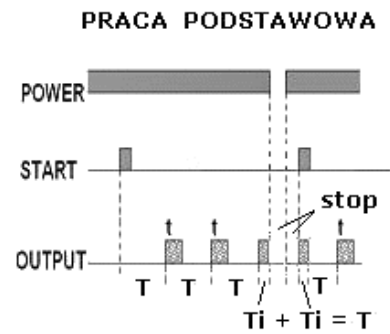 PRACA PODSTAWOWA
POWER
START
stop
t t t
OUTPUT
T T T T
Ti + Ti = T